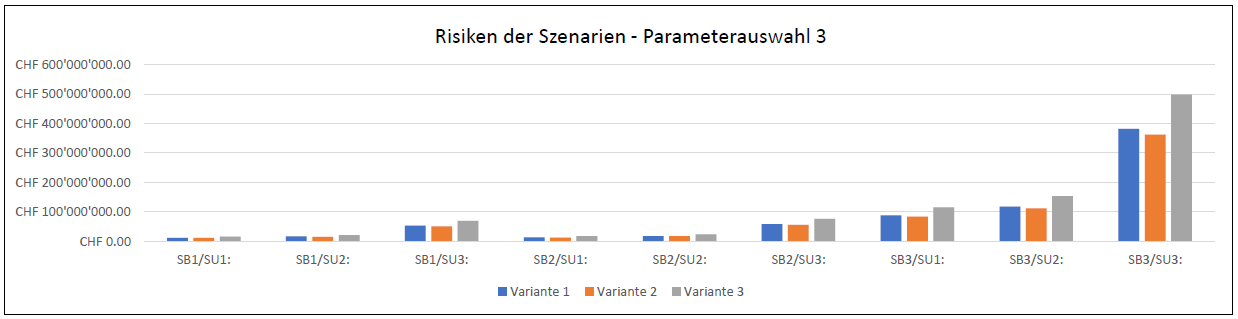 Risiken der Szenarien - Parameterauswahl 3
CHF 600'000'000.00
CHF 500'000'000.00
CHF 400'000'000.00
CHF 300'000'000.00
CHF 200'000'000.00
CHF 100'000'000.00
CHF 0.00
SB1/SU1: SB1/SU2: SB1/SU3: SB2/SU1: SB2/SU2: SB2/SU3: SB3/SU1: SB3/SU2: SB3/SU3:
Variante 1 Variante 2 Variante 3